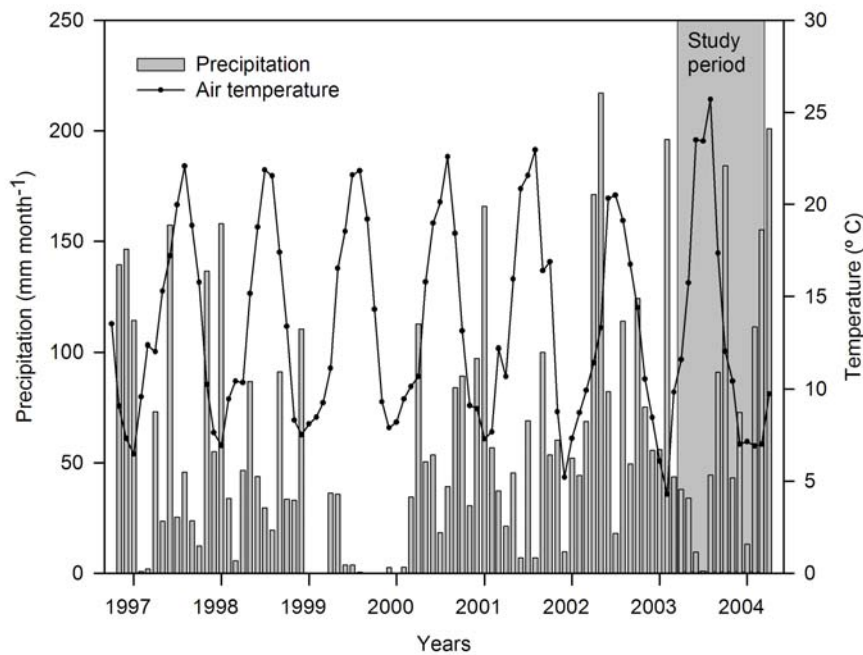 250
200
150
100
50
0
Precipitation (mm month⁻¹)
Precipitation
Air temperature
Study
period
30
25
20
15
10
5
0
Temperature (º C)
1997 1998 1999 2000 2001 2002 2003 2004
Years